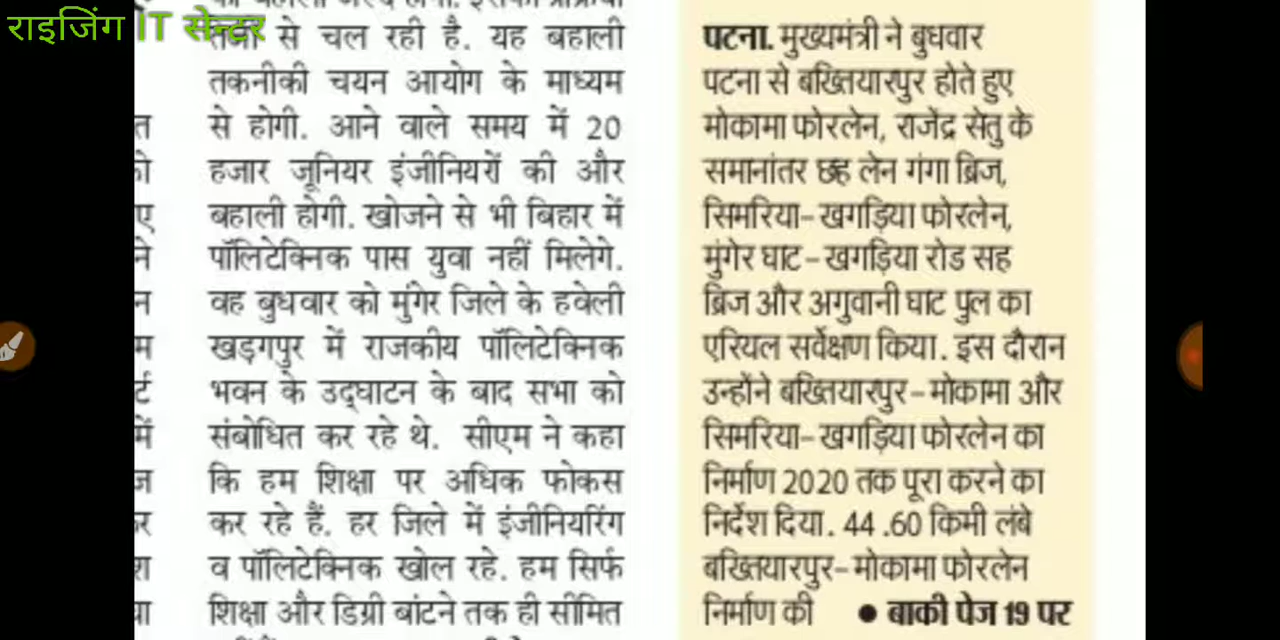 राइजिंग IT सेन्टर
से चल रही है. यह बहाली
तकनीकी चयन आयोग के माध्यम
से होगी. आने वाले समय में 20
हजार जूनियर इंजीनियरों की और
बहाली होगी. खोजने से भी बिहार में
पॉलिटेक्निक पास युवा नहीं मिलेगे.
वह बुधवार को मुंगेर जिले के हवेली
खड़गपुर में राजकीय पॉलिटेक्निक
भवन के उद्घाटन के बाद सभा को
संबोधित कर रहे थे. सीएम ने कहा
कि हम शिक्षा पर अधिक फोकस
कर रहे हैं. हर जिले में इंजीनियरिंग
व पॉलिटेक्निक खोल रहे. हम सिर्फ
शिक्षा और डिग्री बांटने तक ही सीमित
पटना. मुख्यमंत्री ने बुधवार
पटना से बख्तियारपुर होते हुए
मोकामा फोरलेन, राजेंद्र सेतु के
समानांतर छह लेन गंगा ब्रिज,
सिमरिया-खगड़िया फोरलेन,
मुंगेर घाट-खगड़िया रोड सह
ब्रिज और अगुवानी घाट पुल का
एरियल सर्वेक्षण किया. इस दौरान
उन्होंने बख्तियारपुर-मोकामा और
सिमरिया-खगड़िया फोरलेन का
निर्माण 2020 तक पूरा करने का
निर्देश दिया. 44 .60 किमी लंबे
बख्तियारपुर-मोकामा फोरलेन
निर्माण की ● बाकी पेज 19 पर